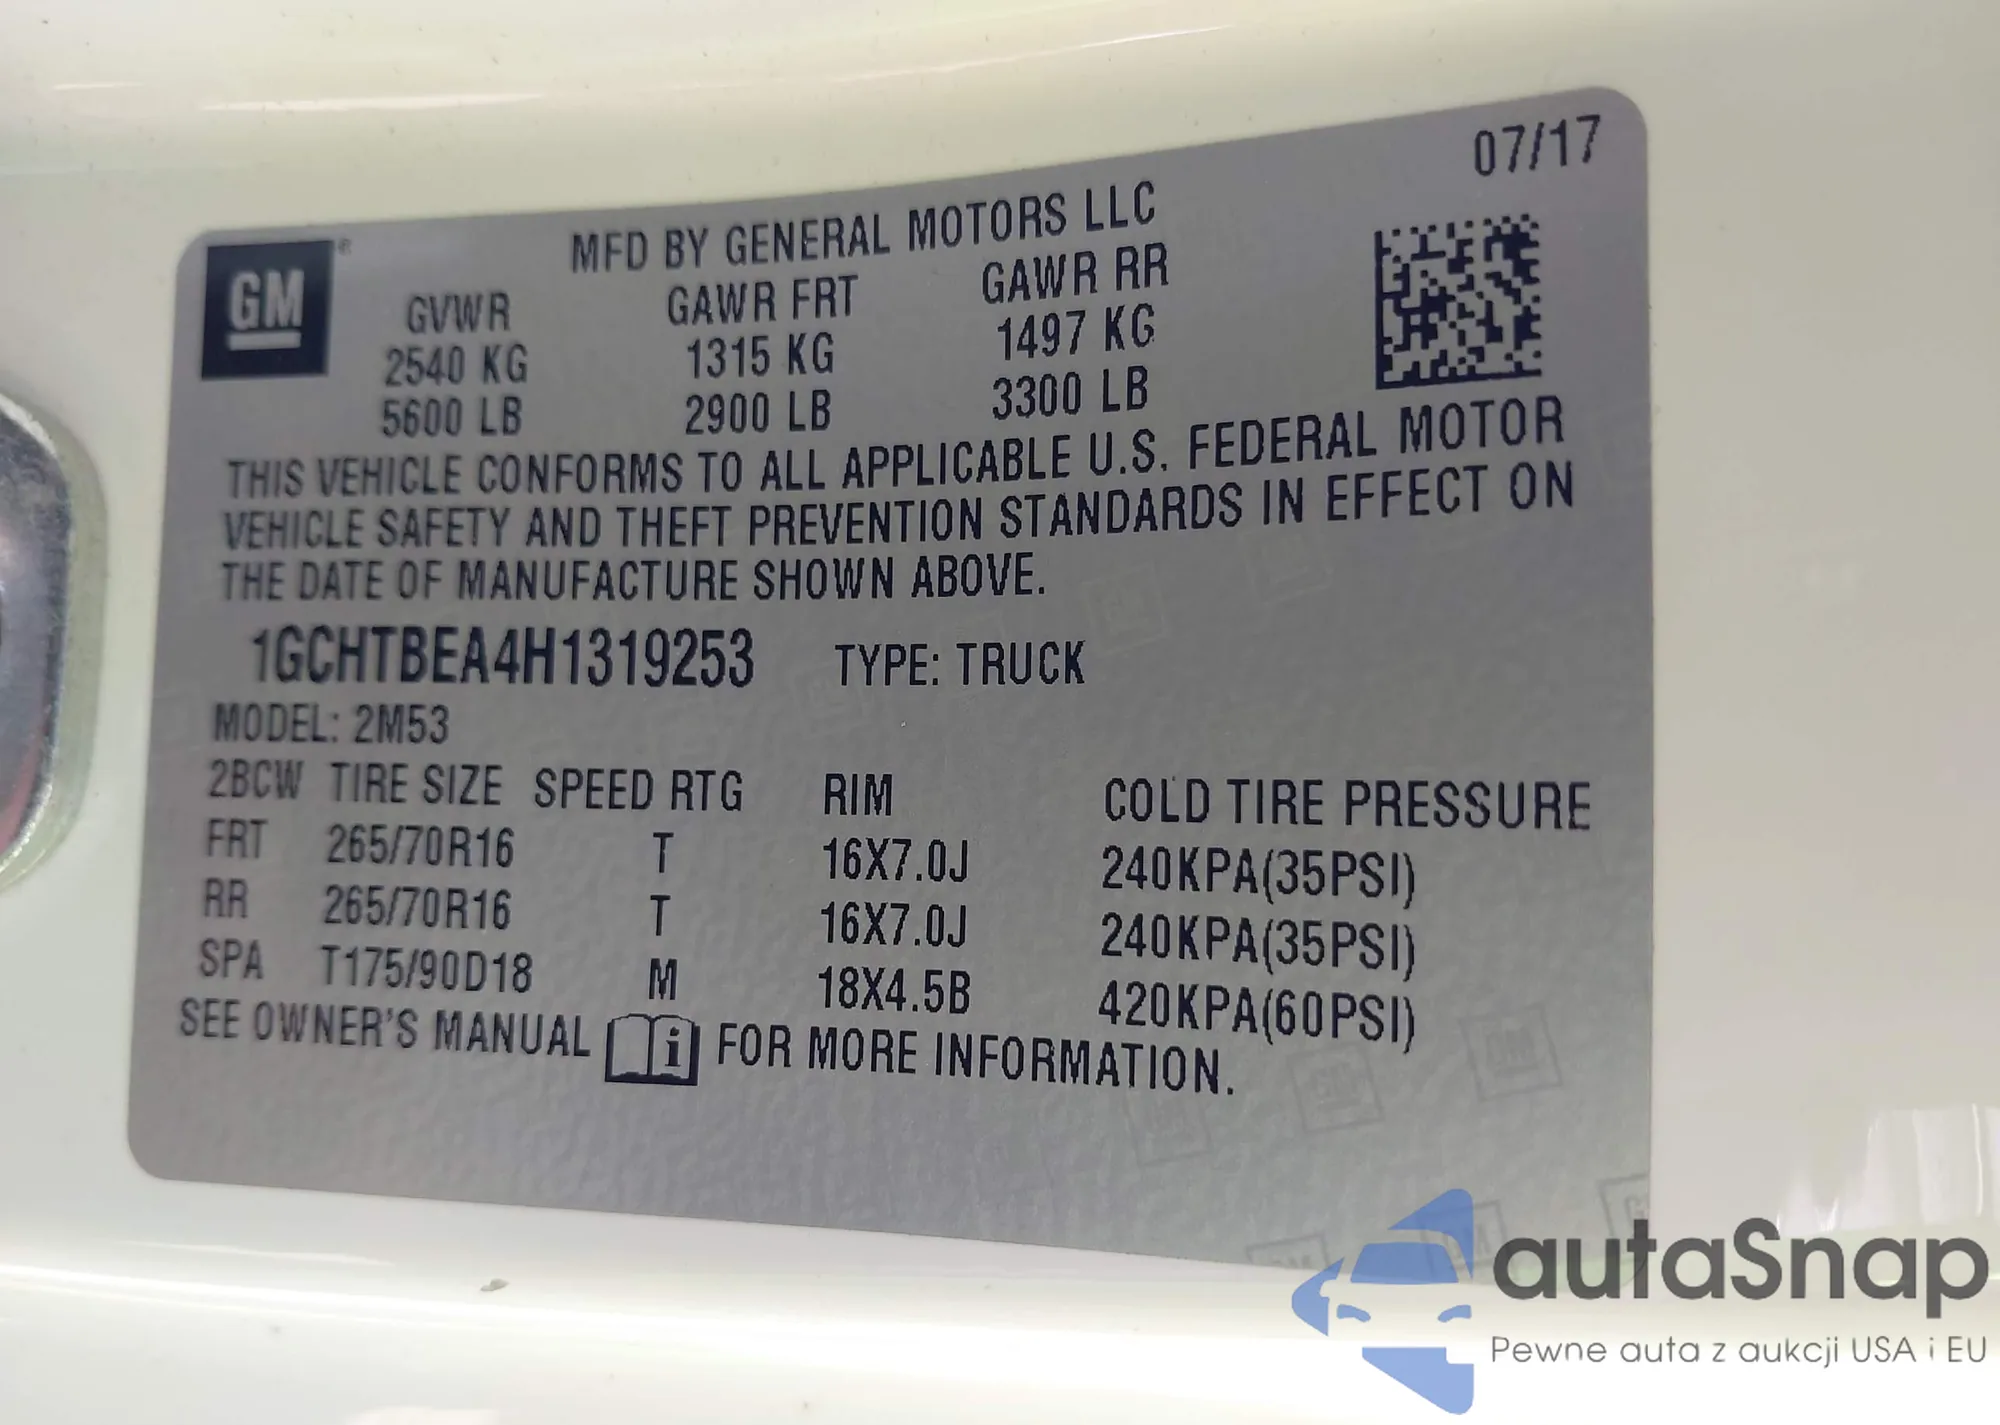 07/17
MFD BY GENERAL MOTORS LLC
GM ®
GVWR GAWR FRT GAWR RR
2540 KG 1315 KG 1497 KG
5600 LB 2900 LB 3300 LB
THIS VEHICLE CONFORMS TO ALL APPLICABLE U.S. FEDERAL MOTOR
VEHICLE SAFETY AND THEFT PREVENTION STANDARDS IN EFFECT ON
THE DATE OF MANUFACTURE SHOWN ABOVE.
1GCHTBEA4H1319253 TYPE: TRUCK
MODEL: 2M53
2BCW TIRE SIZE SPEED RTG RIM COLD TIRE PRESSURE
FRT 265/70R16 T 16X7.0J 240KPA(35PSI)
RR 265/70R16 T 16X7.0J 240KPA(35PSI)
SPA T175/90D18 M 18X4.5B 420KPA(60PSI)
SEE OWNER'S MANUAL i FOR MORE INFORMATION.
autaSnap
Pewne auta z aukcji USA i EU